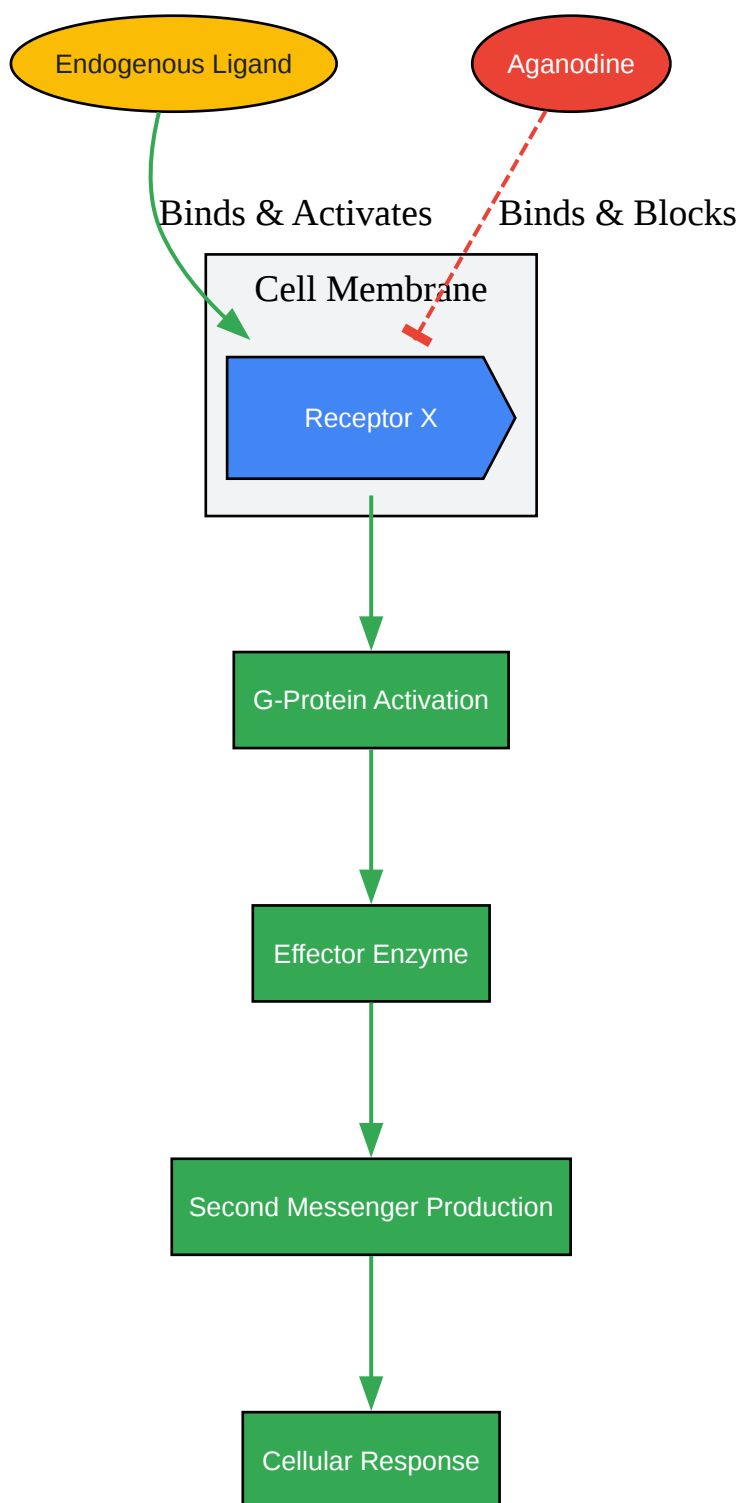 Endogenous Ligand
Aganodine
Binds & Activates
Binds & Blocks
Cell Membrane
Receptor X
G-Protein Activation
Effector Enzyme
Second Messenger Production
Cellular Response